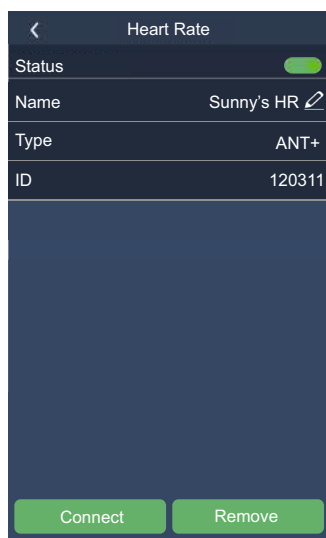 Heart Rate
Status
Name Sunny's HR
Type ANT+
ID 120311
Connect Remove